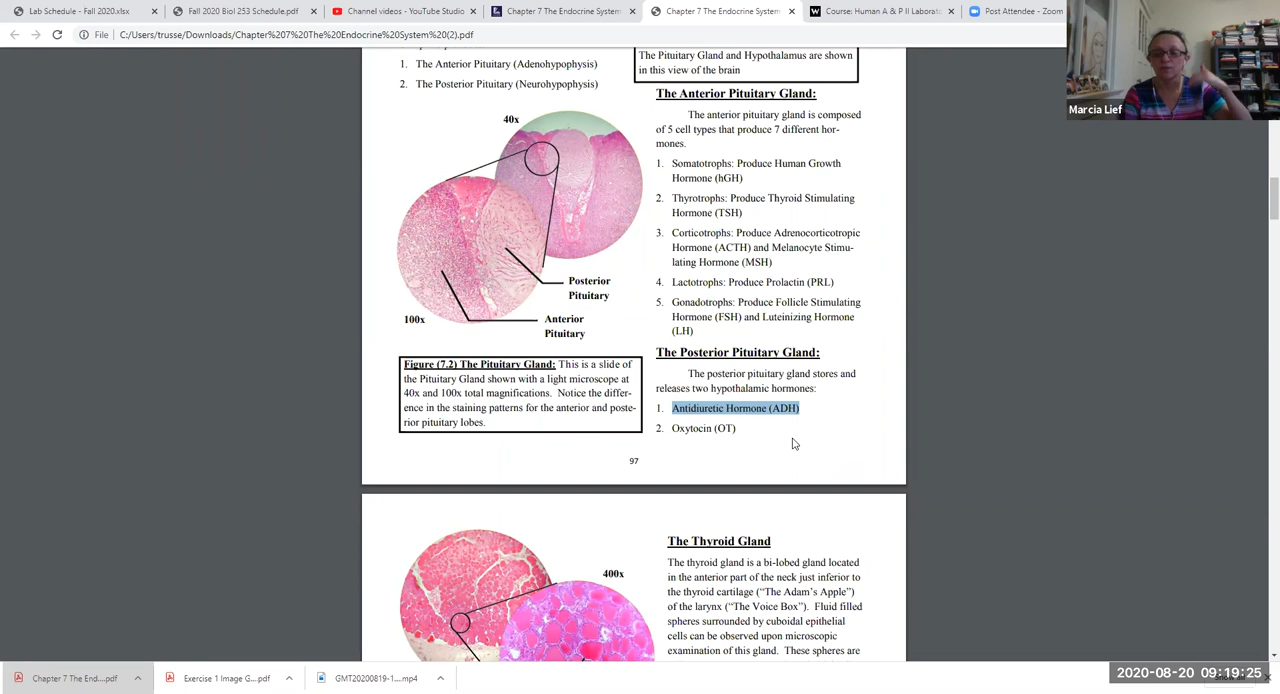 Lab Schedule - Fall 2020.xlsx
Fall 2020 Biol 253 Schedule.pdf
Channel videos - YouTube Studio
Chapter 7 The Endocrine System
Chapter 7 The Endocrine System
Course: Human A & P II Laborat
Post Attendee - Zoom
File
C:/Users/trusse/Downloads/Chapter%207%20The%20Endocrine%20System%20(2).pdf
Marcia Lief
1. The Anterior Pituitary (Adenohypophysis)
2. The Posterior Pituitary (Neurohypophysis)
40x
Posterior
Pituitary
100x
Anterior
Pituitary
Figure (7.2) The Pituitary Gland: This is a slide of
the Pituitary Gland shown with a light microscope at
40x and 100x total magnifications. Notice the differ-
ence in the staining patterns for the anterior and poste-
rior pituitary lobes.
The Pituitary Gland and Hypothalamus are shown
in this view of the brain
The Anterior Pituitary Gland:
The anterior pituitary gland is composed
of 5 cell types that produce 7 different hor-
mones.
1. Somatotrophs: Produce Human Growth
Hormone (hGH)
2. Thyrotrophs: Produce Thyroid Stimulating
Hormone (TSH)
3. Corticotrophs: Produce Adrenocorticotropic
Hormone (ACTH) and Melanocyte Stimu-
lating Hormone (MSH)
4. Lactotrophs: Produce Prolactin (PRL)
5. Gonadotrophs: Produce Follicle Stimulating
Hormone (FSH) and Luteinizing Hormone
(LH)
The Posterior Pituitary Gland:
The posterior pituitary gland stores and
releases two hypothalamic hormones:
1. Antidiuretic Hormone (ADH)
2. Oxytocin (OT)
97
400x
The Thyroid Gland
The thyroid gland is a bi-lobed gland located
in the anterior part of the neck just inferior to
the thyroid cartilage (“The Adam’s Apple”)
of the larynx (“The Voice Box”). Fluid filled
spheres surrounded by cuboidal epithelial
cells can be observed upon microscopic
examination of this gland. These spheres are
Chapter 7 The End....pdf
Exercise 1 Image G...pdf
GMT20200819-1....mp4
2020-08-20 09:19:25